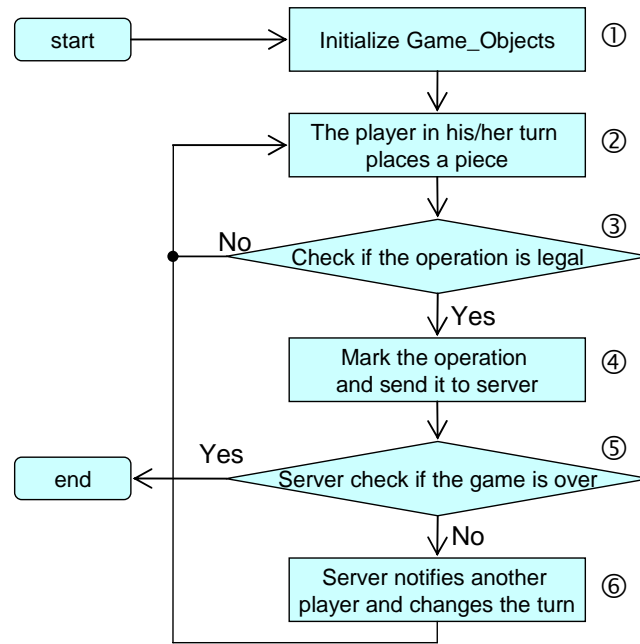 start
Initialize Game_Objects
①
The player in his/her turn
places a piece
②
③
No
Check if the operation is legal
Yes
Mark the operation
and send it to server
④
⑤
Yes
end
Server check if the game is over
No
Server notifies another
player and changes the turn
⑥